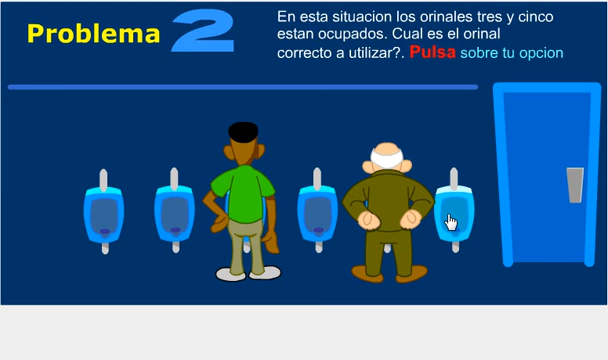 Problema 2
En esta situacion los orinales tres y cinco
estan ocupados. Cual es el orinal
correcto a utilizar?. Pulsa sobre tu opcion